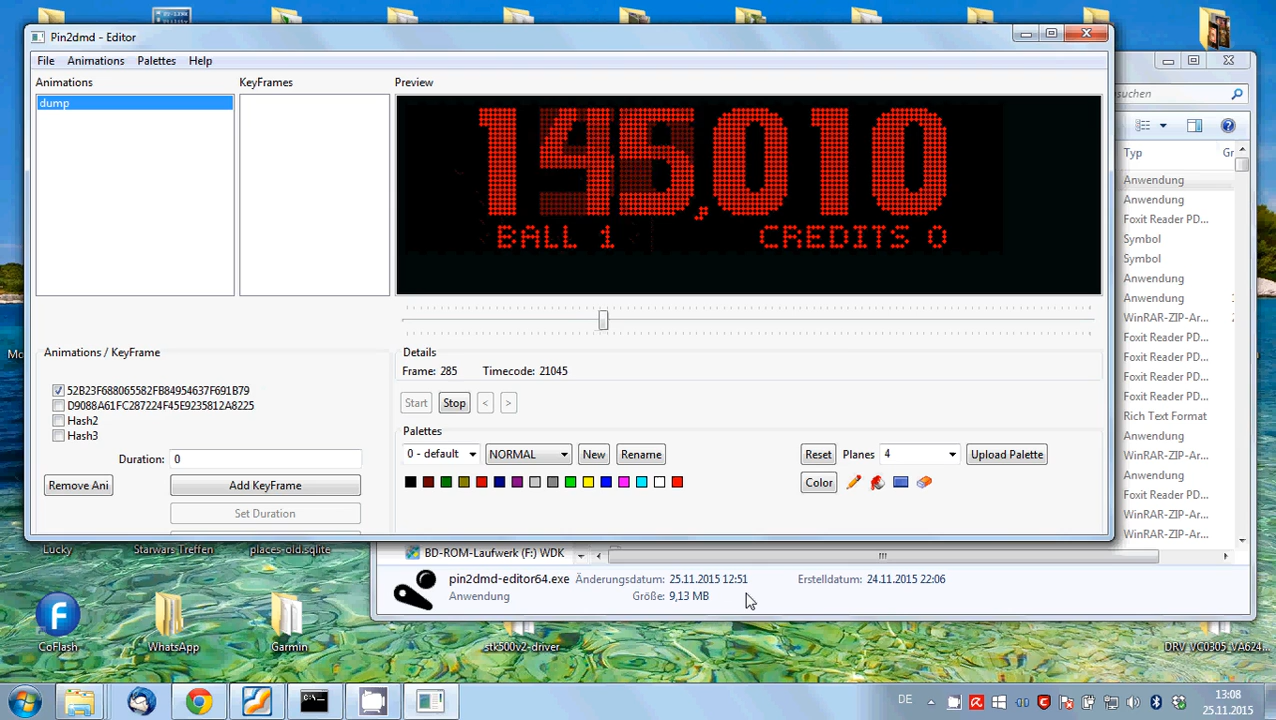 Pin2dmd - Editor
File Animations Palettes Help
Animations KeyFrames Preview
dump
145,010
BALL 1 CREDITS 0
Animations / KeyFrame
52B23F688065582FB84954637F691B79
D9088A61FC287224F45E9235812A8225
Hash2
Hash3
Duration: 0
Remove Ani Add KeyFrame
Set Duration
Details
Frame: 285 Timecode: 21045
Start Stop < >
Palettes
0 - default NORMAL New Rename Reset Planes 4 Upload Palette
Color
suchen
Typ
Anwendung
Anwendung
Foxit Reader PD...
Symbol
Symbol
Anwendung
Anwendung
WinRAR-ZIP-Ar...
Foxit Reader PD...
Foxit Reader PD...
Foxit Reader PD...
Foxit Reader PD...
Rich Text Format
Anwendung
WinRAR-ZIP-Ar...
Anwendung
Foxit Reader PD...
WinRAR-ZIP-Ar...
WinRAR-ZIP-Ar...
BD-ROM-Laufwerk (F:) WDK
pin2dmd-editor64.exe Änderungsdatum: 25.11.2015 12:51 Erstelldatum: 24.11.2015 22:06
Anwendung Größe: 9,13 MB
Lucky Starwars Treffen places-old.sqlite
CoFlash WhatsApp Garmin stk500v2-driver DRV_VC0305_VA624...
DE 13:08
25.11.2015